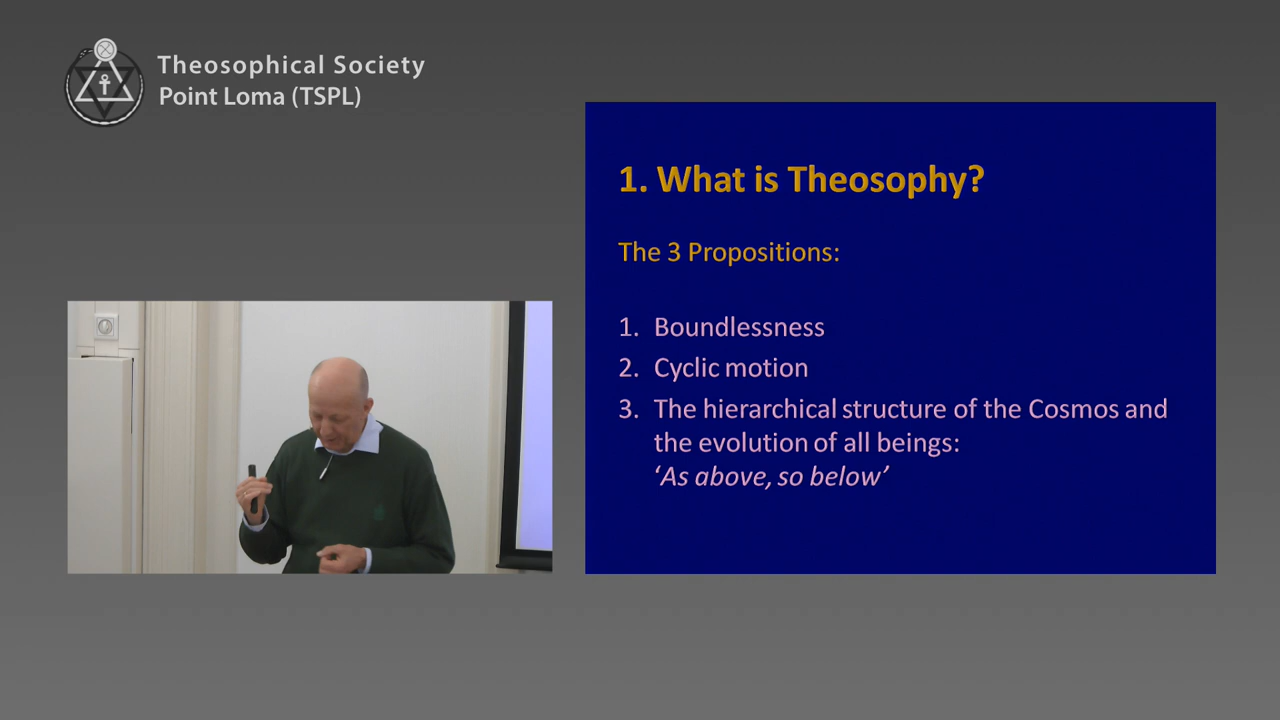 Theosophical Society
Point Loma (TSPL)
1. What is Theosophy?
The 3 Propositions:
1. Boundlessness
2. Cyclic motion
3. The hierarchical structure of the Cosmos and
the evolution of all beings:
‘As above, so below’